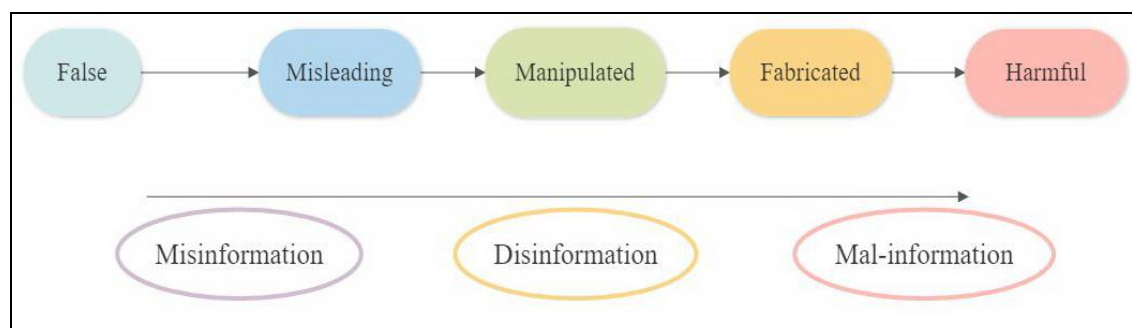 False Misleading Manipulated Fabricated Harmful
Misinformation Disinformation Mal-information